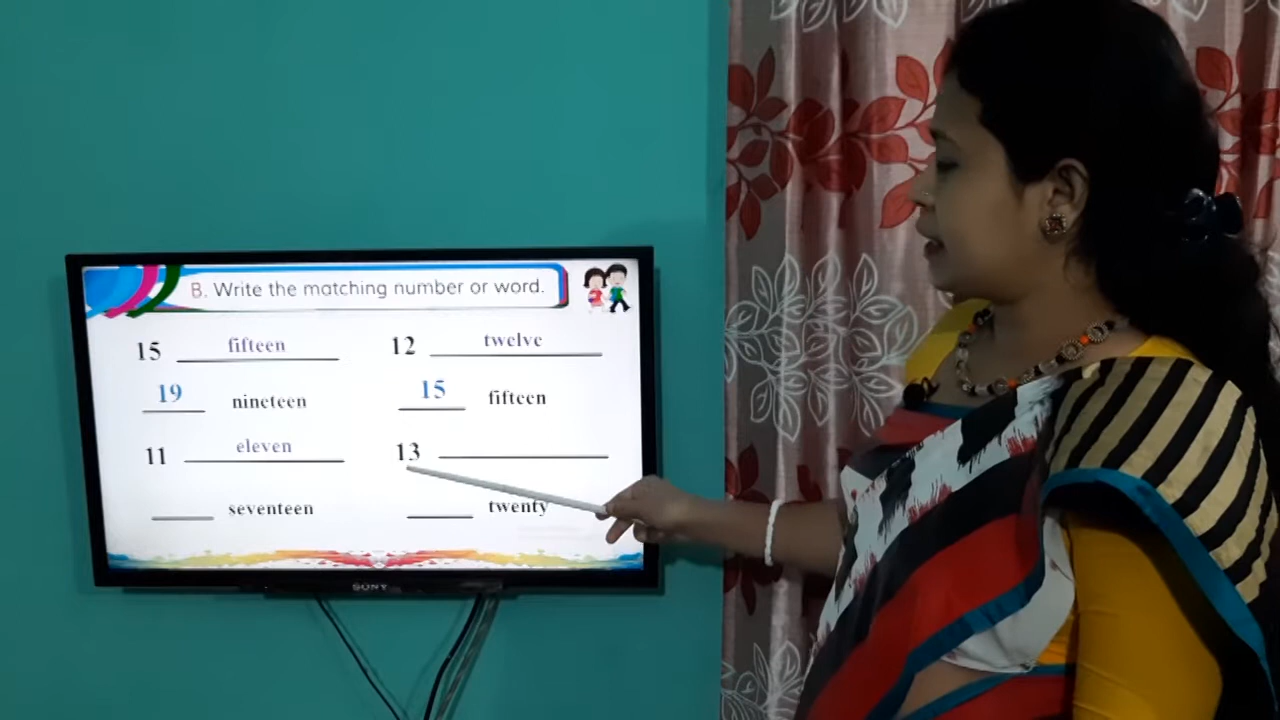 B. Write the matching number or word.
15 fifteen 12 twelve
19 nineteen 15 fifteen
11 eleven 13
seventeen twenty
SONY